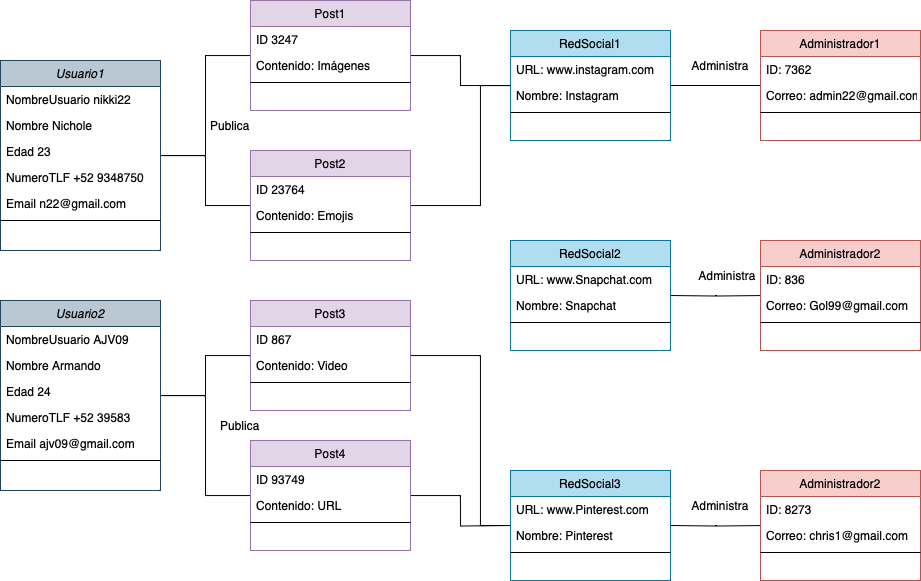 Usuario1
NombreUsuario nikki22
Nombre Nichole
Edad 23
NumeroTLF +52 9348750
Email n22@gmail.com
Publica
Post1
ID 3247
Contenido: Imágenes
Post2
ID 23764
Contenido: Emojis
RedSocial1
URL: www.instagram.com
Nombre: Instagram
Administra
Administrador1
ID: 7362
Correo: admin22@gmail.com
RedSocial2
URL: www.Snapchat.com
Nombre: Snapchat
Administra
Administrador2
ID: 836
Correo: Gol99@gmail.com
Usuario2
NombreUsuario AJV09
Nombre Armando
Edad 24
NumeroTLF +52 39583
Email ajv09@gmail.com
Publica
Post3
ID 867
Contenido: Video
Post4
ID 93749
Contenido: URL
RedSocial3
URL: www.Pinterest.com
Nombre: Pinterest
Administra
Administrador2
ID: 8273
Correo: chris1@gmail.com